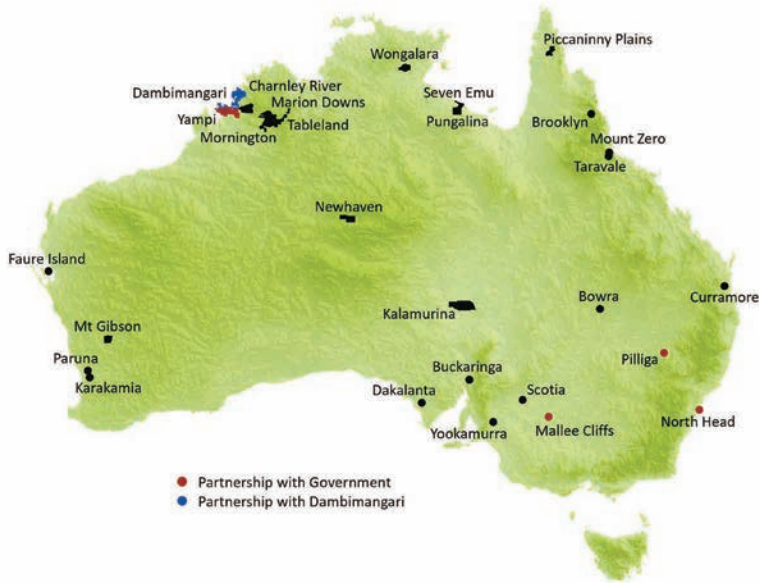 Piccaninny Plains
Wongalara
Dambimangari
Charnley River
Marion Downs
Seven Emu
Yampi
Tableland
Pungalina
Brooklyn
Mornington
Mount Zero
Taravale
Newhaven
Faure Island
Kalamurina
Bowra
Curramore
Mt Gibson
Paruna
Pilliga
Karakamia
Buckaringa
Dakalanta
Scotia
Yookamurra
Mallee Cliffs
North Head
Partnership with Government
Partnership with Dambimangari